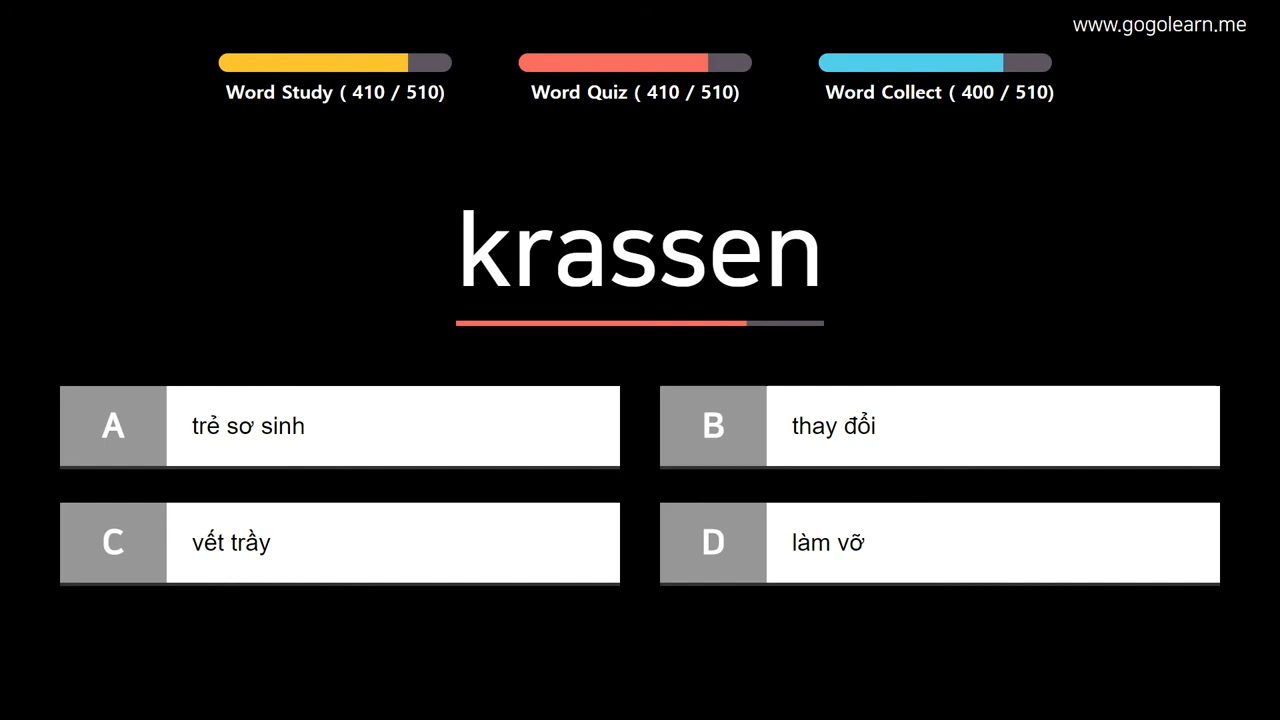 www.gogolearn.me
Word Study ( 410 / 510)
Word Quiz ( 410 / 510)
Word Collect ( 400 / 510)
krassen
A trẻ sơ sinh
B thay đổi
C vết trầy
D làm vỡ